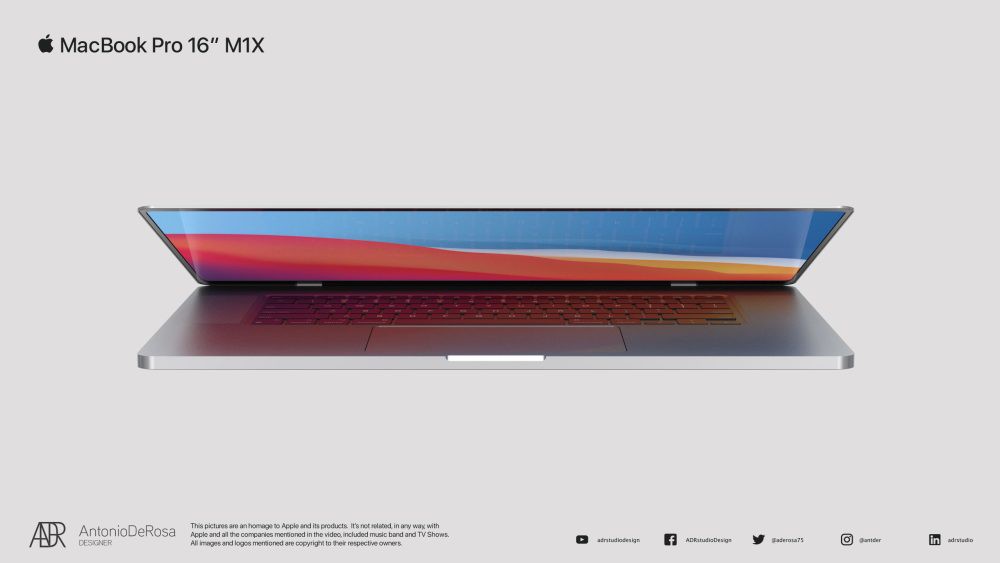 MacBook Pro 16″ M1X
ADR
AntonioDeRosa
DESIGNER
This pictures are an homage to Apple and its products. It's not related, in any way, with
Apple and all the companies mentioned in the video, included music band and TV Shows.
All images and logos mentioned are copyright to their respective owners.
adrstudiodesign
ADRstudioDesign
@aderosa75
@antder
adrstudio